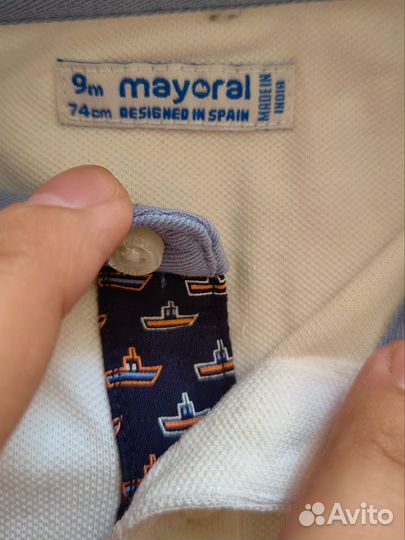 9m mayoral
74cm DESIGNED IN SPAIN
MADE IN
INDIA
Avito